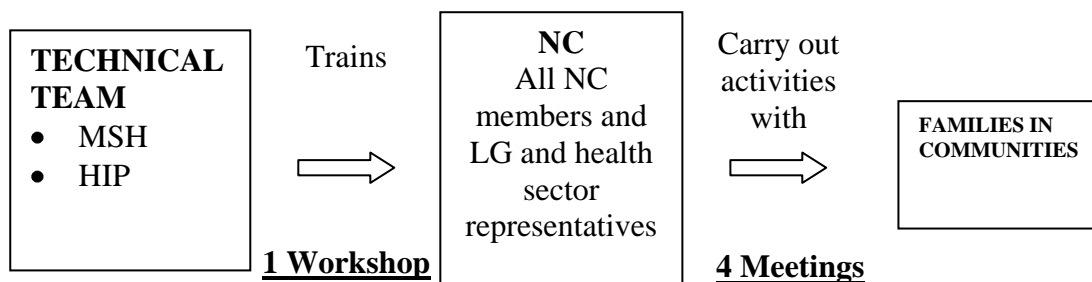 TECHNICAL
TEAM
• MSH
• HIP
Trains
1 Workshop
NC
All NC
members and
LG and health
sector
representatives
Carry out
activities
with
4 Meetings
FAMILIES IN
COMMUNITIES